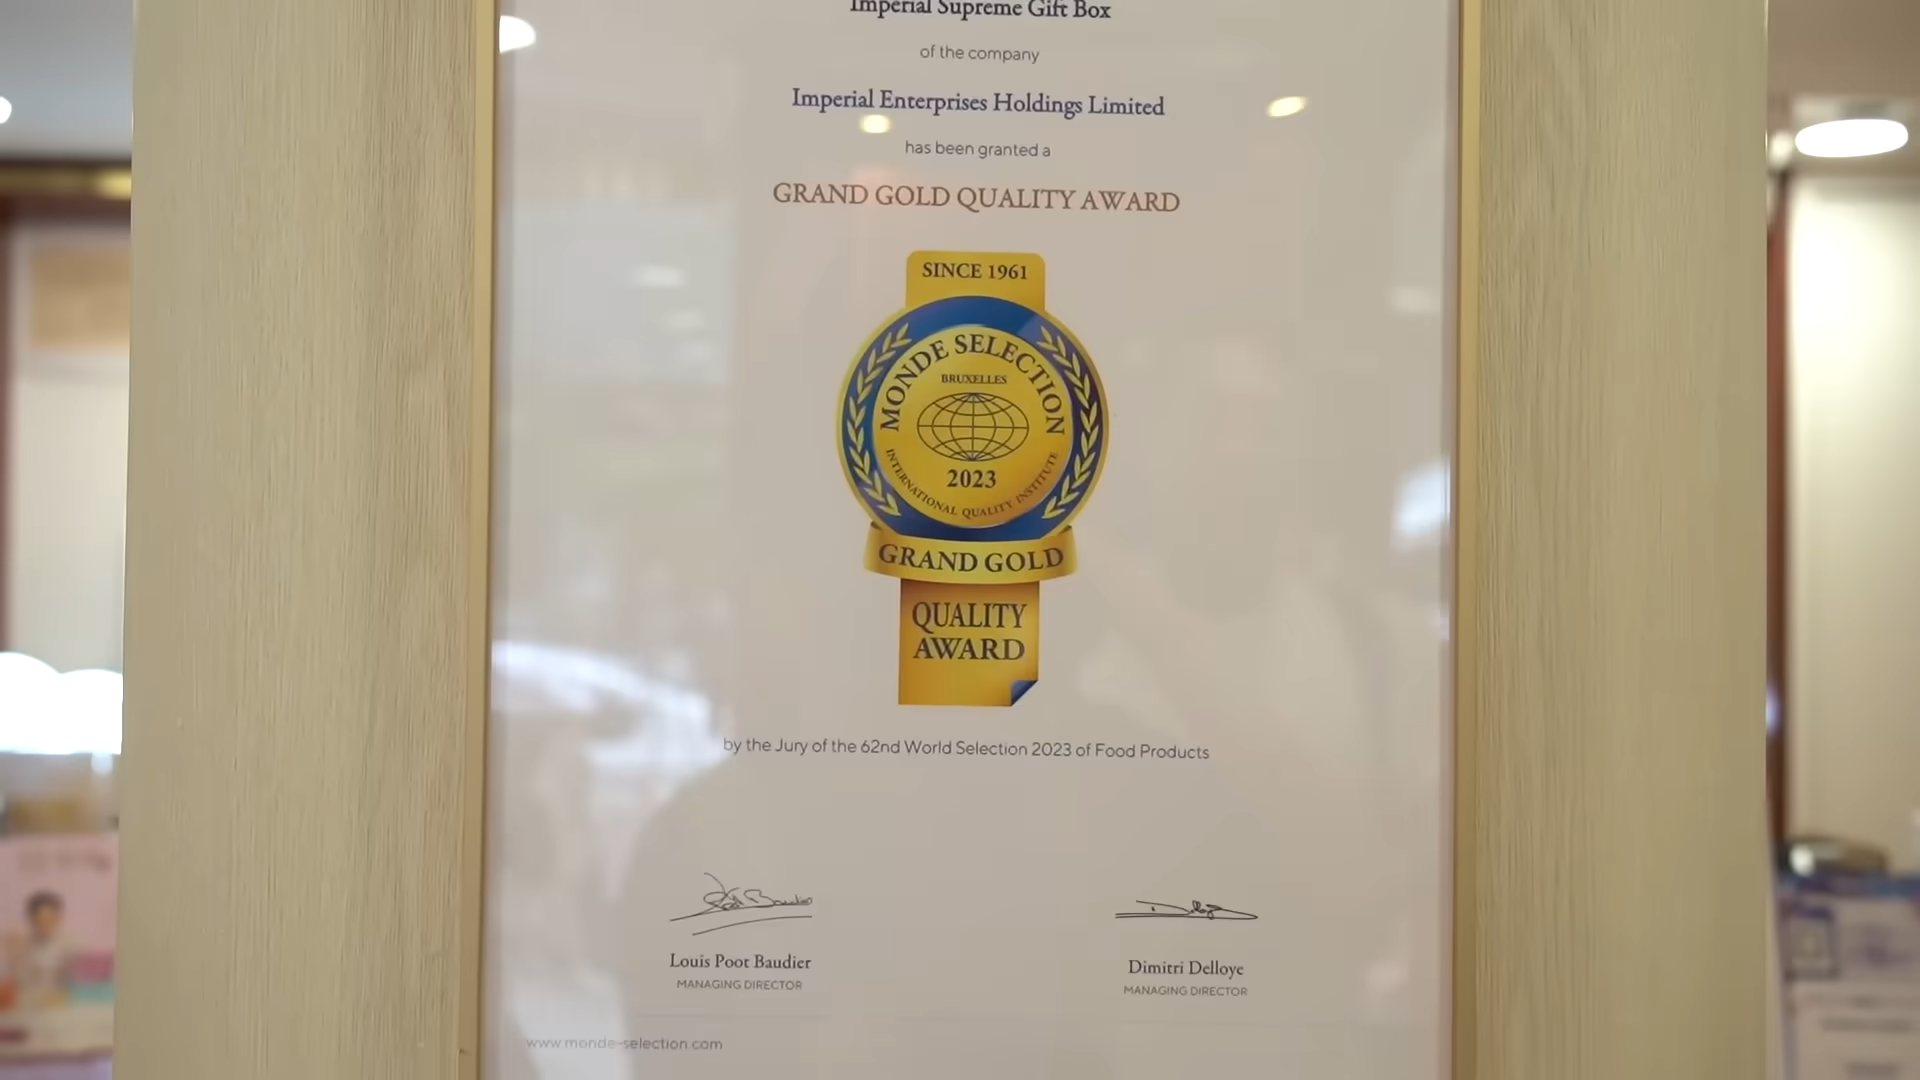 Imperial Supreme Gift Box
of the company
Imperial Enterprises Holdings Limited
has been granted a
GRAND GOLD QUALITY AWARD
SINCE 1961
MONDE SELECTION
BRUXELLES
2023
INTERNATIONAL QUALITY INSTITUTE
GRAND GOLD
QUALITY
AWARD
by the Jury of the 62nd World Selection 2023 of Food Products
Louis Poot Baudier
MANAGING DIRECTOR
Dimitri Delloye
MANAGING DIRECTOR
www.monde-selection.com